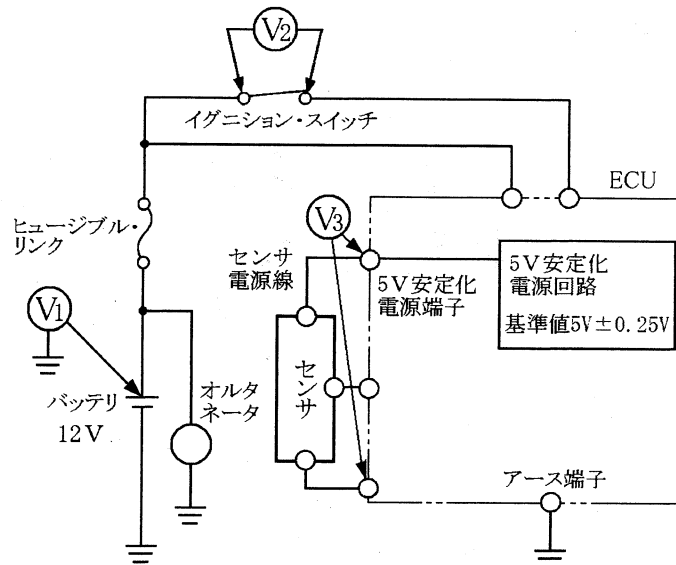 V2
イグニション・スイッチ
ECU
ヒュージブル・
リンク
V3
センサ
電源線
5V安定化
電源端子
5V安定化
電源回路
基準値5V±0.25V
V1
センサ
バッテリ
12V
オルタ
ネータ
アース端子